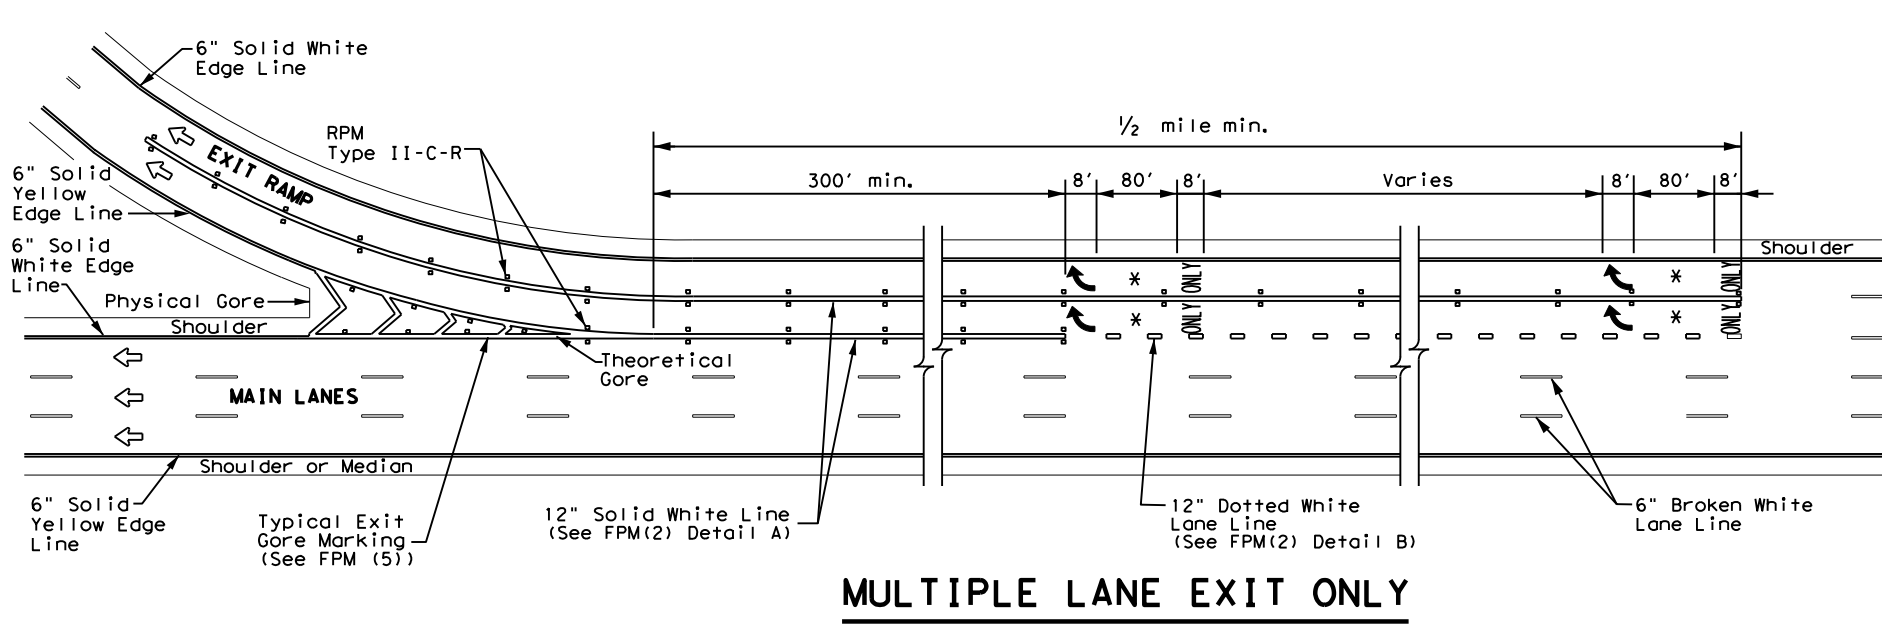 6" Solid White
Edge Line
RPM
Type II-C-R
½ mile min.
300' min.
8'
80'
8'
Varies
8'
80'
8'
6" Solid
Yellow
Edge Line
EXIT RAMP
6" Solid
White Edge
Line
Physical Gore
Shoulder
Shoulder
*
ONLY
*
ONLY
*
ONLY
*
ONLY
Theoretical
Gore
MAIN LANES
Shoulder or Median
6" Solid
Yellow Edge
Line
Typical Exit
Gore Marking
(See FPM (5))
12" Solid White Line
(See FPM(2) Detail A)
12" Dotted White
Lane Line
(See FPM(2) Detail B)
6" Broken White
Lane Line
MULTIPLE LANE EXIT ONLY